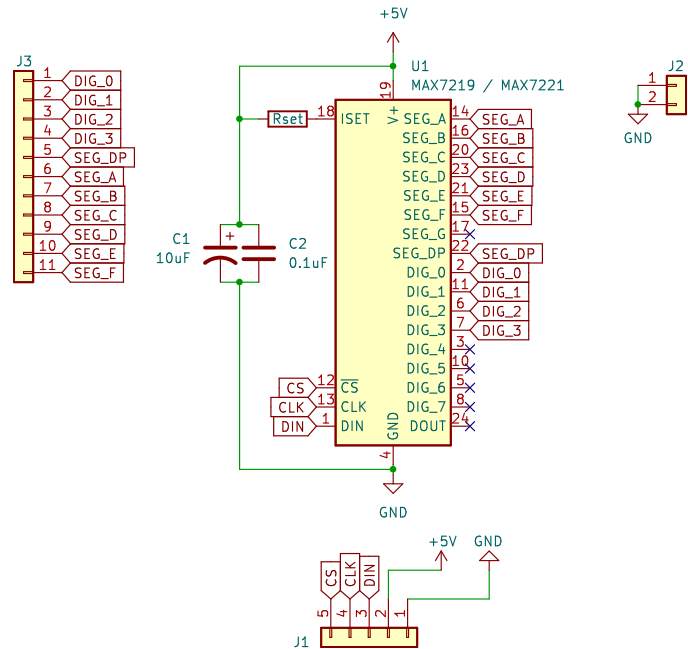 +5V
J3
1 DIG_0
2 DIG_1
3 DIG_2
4 DIG_3
5 SEG_DP
6 SEG_A
7 SEG_B
8 SEG_C
9 SEG_D
10 SEG_E
11 SEG_F
U1
MAX7219 / MAX7221
19
V+
Rset 18 ISET
SEG_A 14 SEG_A
SEG_B 16 SEG_B
SEG_C 20 SEG_C
SEG_D 23 SEG_D
SEG_E 21 SEG_E
SEG_F 15 SEG_F
SEG_G 17
SEG_DP 22 SEG_DP
DIG_0 2 DIG_0
DIG_1 11 DIG_1
DIG_2 6 DIG_2
DIG_3 7 DIG_3
DIG_4 3
DIG_5 10
DIG_6 5
DIG_7 8
DOUT 24
C1
10uF
+
C2
0.1uF
CS 12 CS
CLK 13 CLK
DIN 1 DIN
GND
4
GND
J2
1
2
GND
+5V
GND
CS 5
CLK 4
DIN 3
2
1
J1